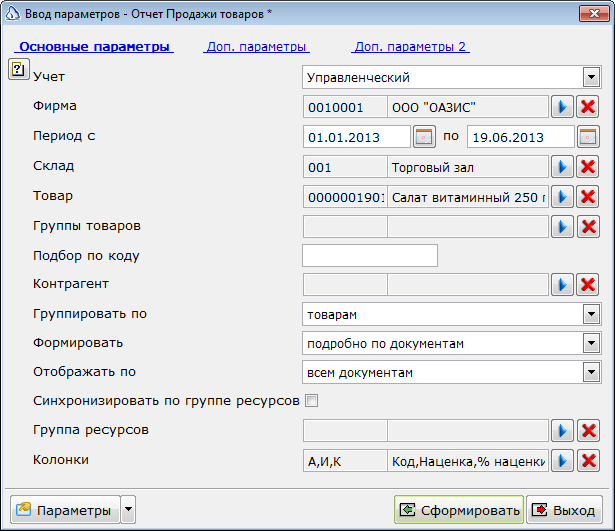 Ввод параметров - Отчет Продажи товаров *
Основные параметры Доп. параметры Доп. параметры 2
Учет Управленческий
Фирма 0010001 ООО "ОАЗИС"
Период с 01.01.2013 по 19.06.2013
Склад 001 Торговый зал
Товар 0000001901 Салат витаминный 250 г
Группы товаров
Подбор по коду
Контрагент
Группировать по товарам
Формировать подробно по документам
Отображать по всем документам
Синхронизировать по группе ресурсов
Группа ресурсов
Колонки А,И,К Код,Наценка,% наценки
Параметры Сформировать Выход